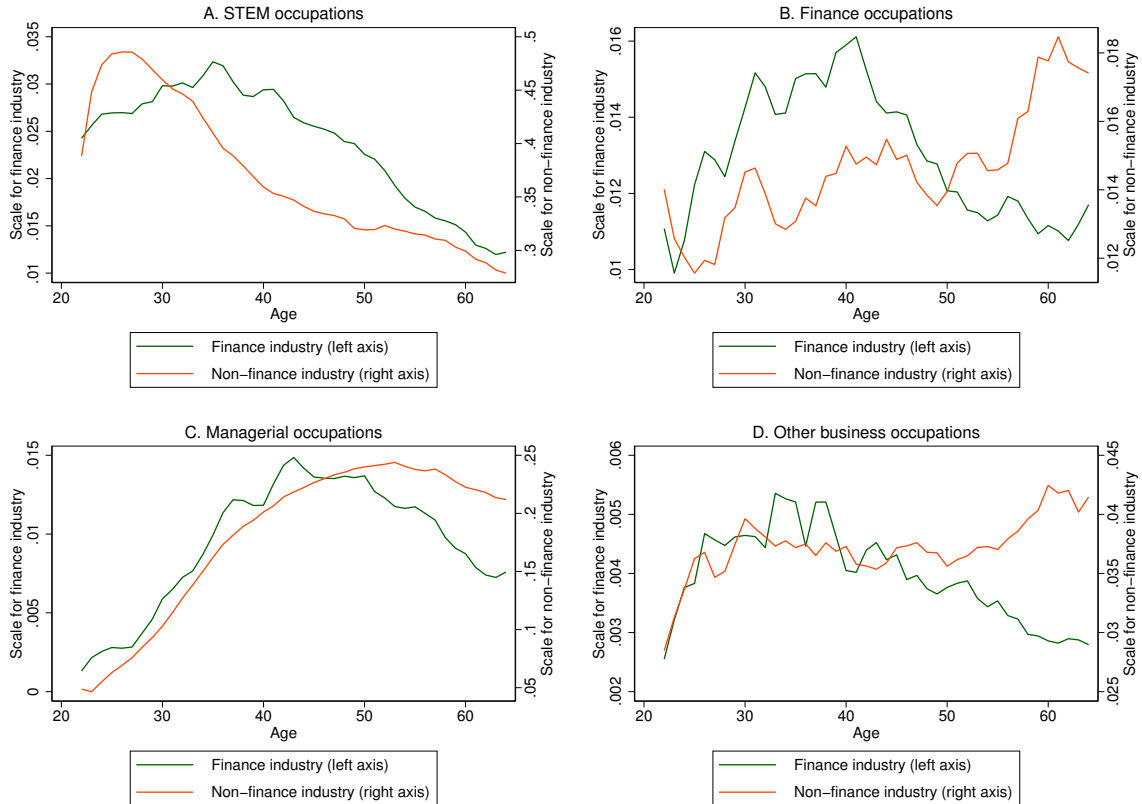 A. STEM occupations
Scale for finance industry
.01 .015 .02 .025 .03 .035
Scale for non−finance industry
.3 .35 .4 .45 .5
20 30 40 50 60
Age
Finance industry (left axis)
Non−finance industry (right axis)
B. Finance occupations
Scale for finance industry
.01 .012 .014 .016
Scale for non−finance industry
.012 .014 .016 .018
20 30 40 50 60
Age
Finance industry (left axis)
Non−finance industry (right axis)
C. Managerial occupations
Scale for finance industry
0 .005 .01 .015
Scale for non−finance industry
.05 .1 .15 .2 .25
20 30 40 50 60
Age
Finance industry (left axis)
Non−finance industry (right axis)
D. Other business occupations
Scale for finance industry
.002 .003 .004 .005 .006
Scale for non−finance industry
.025 .03 .035 .04 .045
20 30 40 50 60
Age
Finance industry (left axis)
Non−finance industry (right axis)